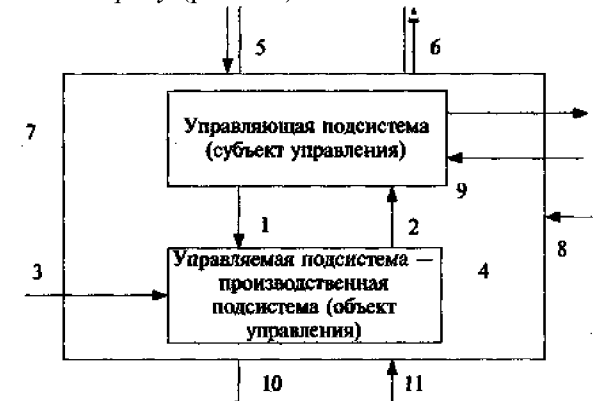 5
6
7
Управляющая подсистема
(субъект управления)
9
1
2
8
3
4
Управляемая подсистема —
производственная
подсистема (объект
управления)
10
11